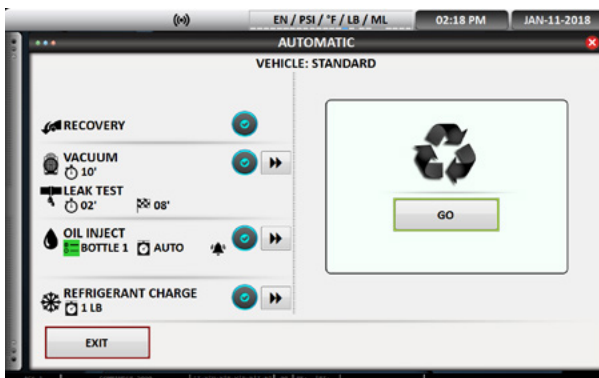 EN / PSI / °F / LB / ML 02:18 PM JAN-11-2018
AUTOMATIC
VEHICLE: STANDARD
RECOVERY
VACUUM
10'
LEAK TEST
02' 08'
OIL INJECT
BOTTLE 1 AUTO
REFRIGERANT CHARGE
1 LB
GO
EXIT